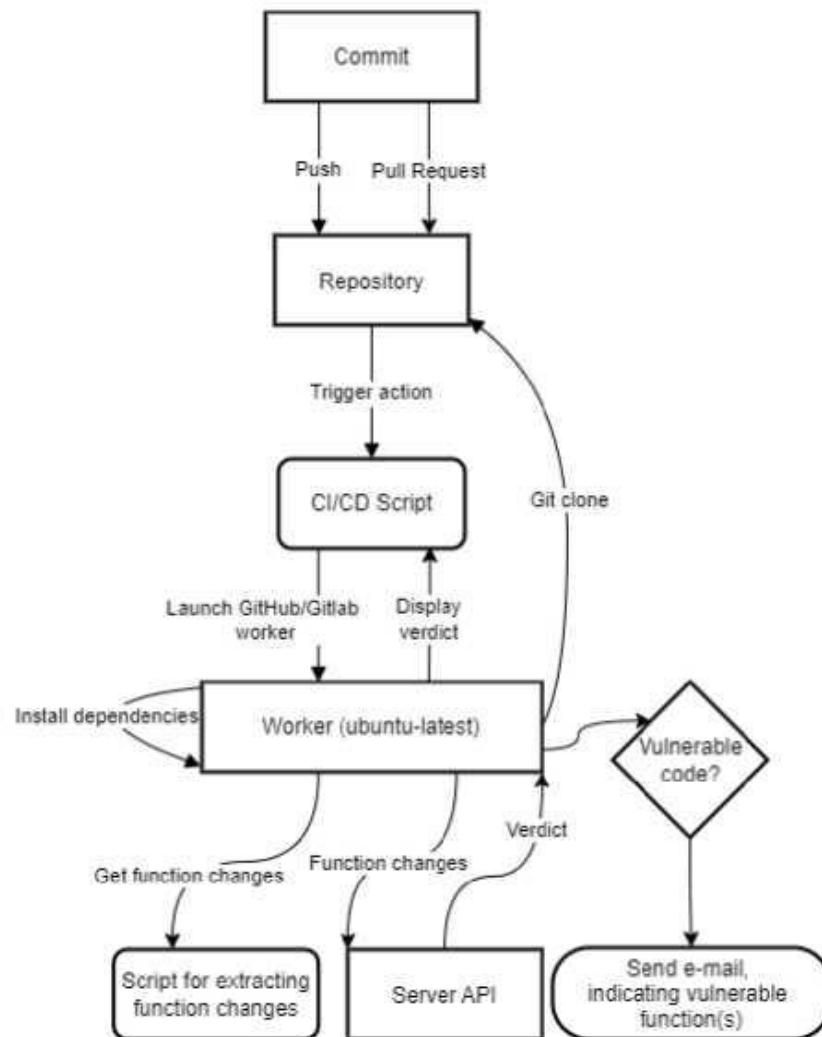 Commit
Push
Pull Request
Repository
Trigger action
CI/CD Script
Git clone
Launch GitHub/Gitlab
worker
Display
verdict
Install dependencies
Worker (ubuntu-latest)
Vulnerable
code?
Verdict
Get function changes
Function changes
Script for extracting
function changes
Server API
Send e-mail,
indicating vulnerable
function(s)